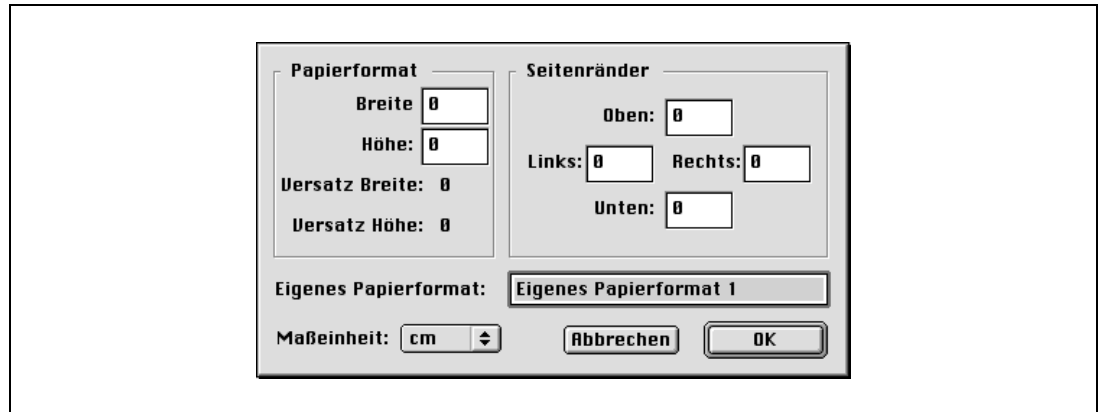 Papierformat
Breite 0
Höhe: 0
Versatz Breite: 0
Versatz Höhe: 0
Seitenränder
Oben: 0
Links: 0 Rechts: 0
Unten: 0
Eigenes Papierformat: Eigenes Papierformat 1
Maßeinheit: cm Abbrechen OK